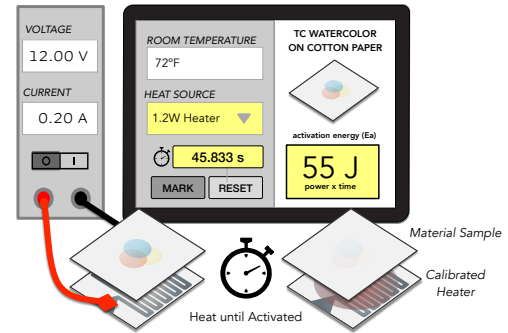 VOLTAGE
12.00 V
CURRENT
0.20 A
O I
ROOM TEMPERATURE
72°F
HEAT SOURCE
1.2W Heater
45.833 s
MARK RESET
TC WATERCOLOR
ON COTTON PAPER
activation energy (Ea)
55 J
power x time
Material Sample
Calibrated
Heater
Heat until Activated